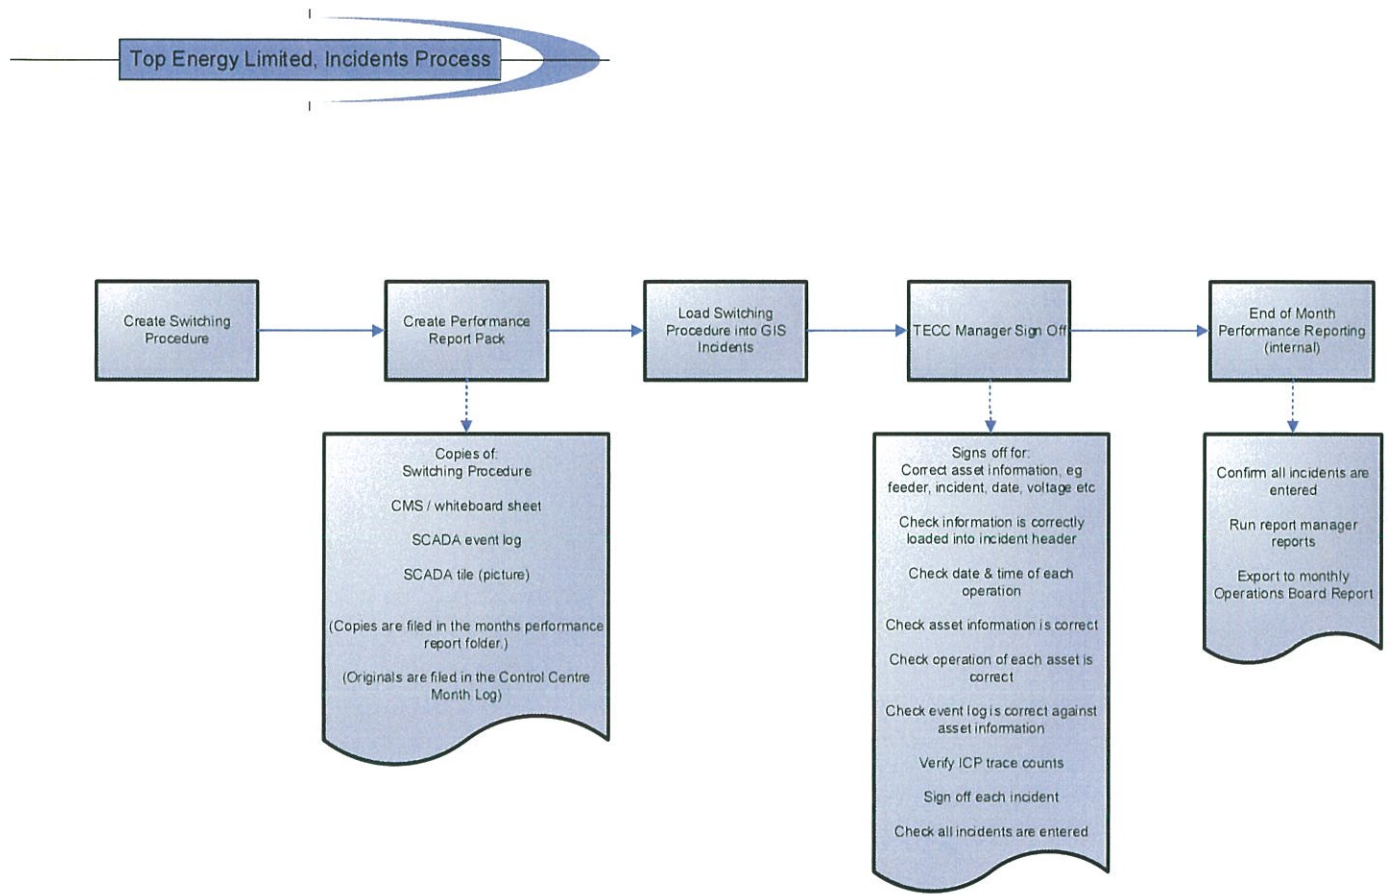 Top Energy Limited, Incidents Process
Create Switching
Procedure
Create Performance
Report Pack
Load Switching
Procedure into GIS
Incidents
TECC Manager Sign Off
End of Month
Performance Reporting
(internal)
Copies of:
Switching Procedure
CMS / whiteboard sheet
SCADA event log
SCADA tile (picture)
(Copies are filed in the months performance
report folder.)
(Originals are filed in the Control Centre
Month Log)
Signs off for:
Correct asset information, eg
feeder, incident, date, voltage etc
Check information is correctly
loaded into incident header
Check date & time of each
operation
Check asset information is correct
Check operation of each asset is
correct
Check event log is correct against
asset information
Verify ICP trace counts
Sign off each incident
Check all incidents are entered
Confirm all incidents are
entered
Run report manager
reports
Export to monthly
Operations Board Report